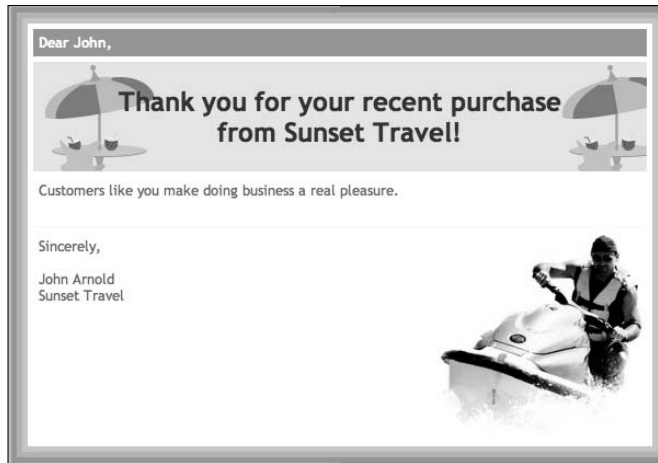 Dear John,
Thank you for your recent purchase
from Sunset Travel!
Customers like you make doing business a real pleasure.
Sincerely,
John Arnold
Sunset Travel